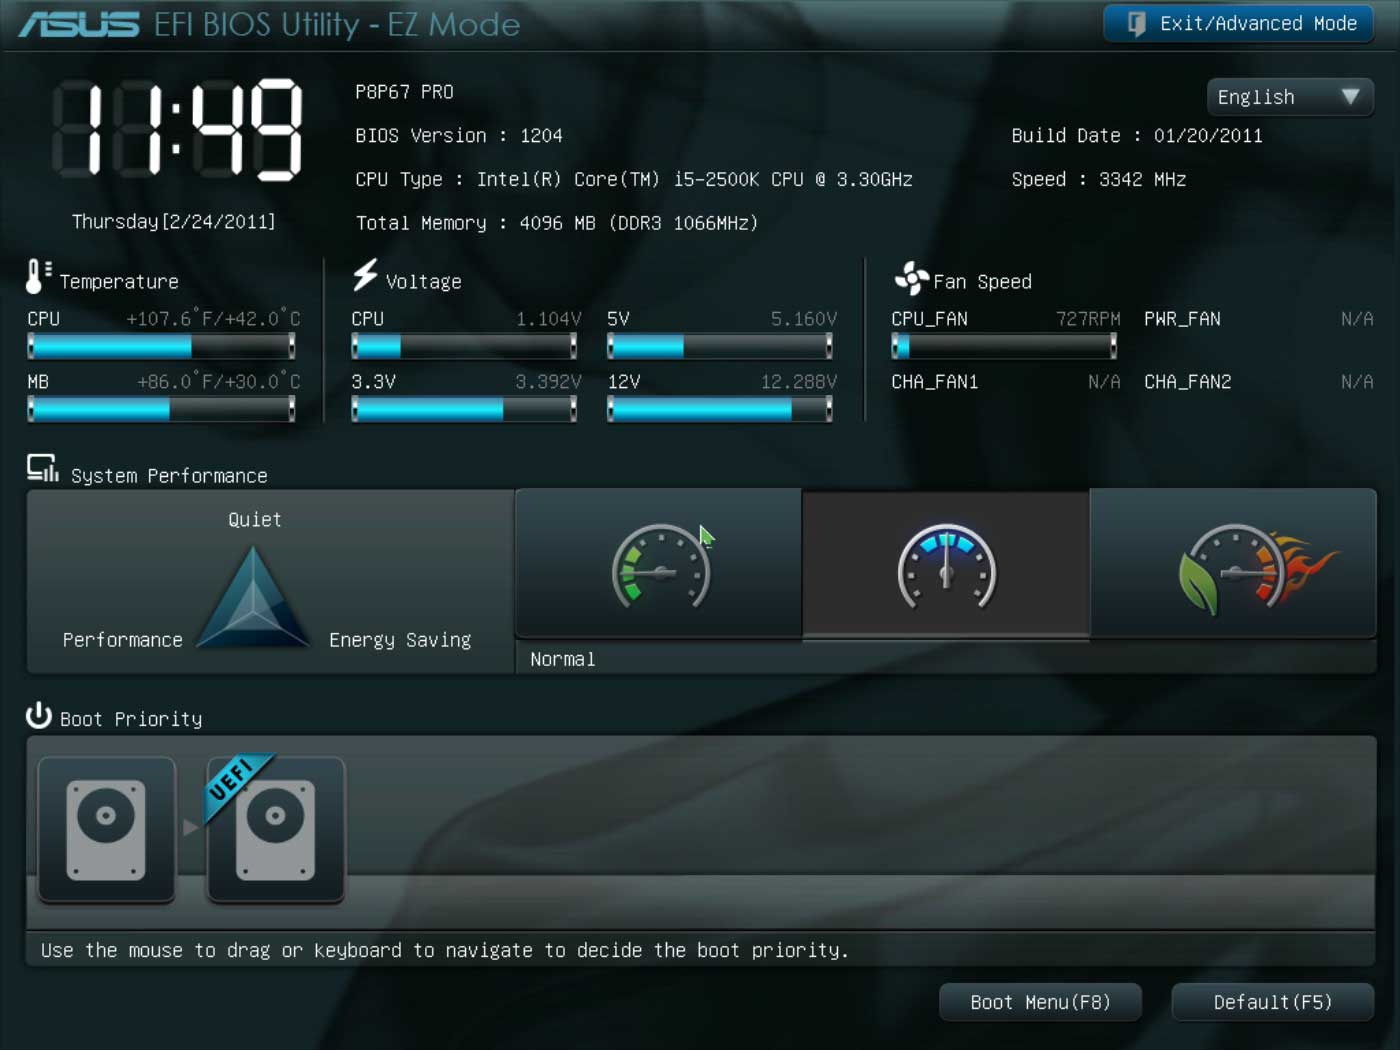 ASUS EFI BIOS Utility - EZ Mode
Exit/Advanced Mode
11:49
Thursday[2/24/2011]
P8P67 PRO
English
BIOS Version : 1204
Build Date : 01/20/2011
CPU Type : Intel(R) Core(TM) i5-2500K CPU @ 3.30GHz
Speed : 3342 MHz
Total Memory : 4096 MB (DDR3 1066MHz)
Temperature
CPU +107.6°F/+42.0°C
MB +86.0°F/+30.0°C
Voltage
CPU 1.104V 5V 5.160V
3.3V 3.392V 12V 12.288V
Fan Speed
CPU_FAN 727RPM PWR_FAN N/A
CHA_FAN1 N/A CHA_FAN2 N/A
System Performance
Quiet
Performance Energy Saving
Normal
Boot Priority
UEFI
Use the mouse to drag or keyboard to navigate to decide the boot priority.
Boot Menu(F8) Default(F5)